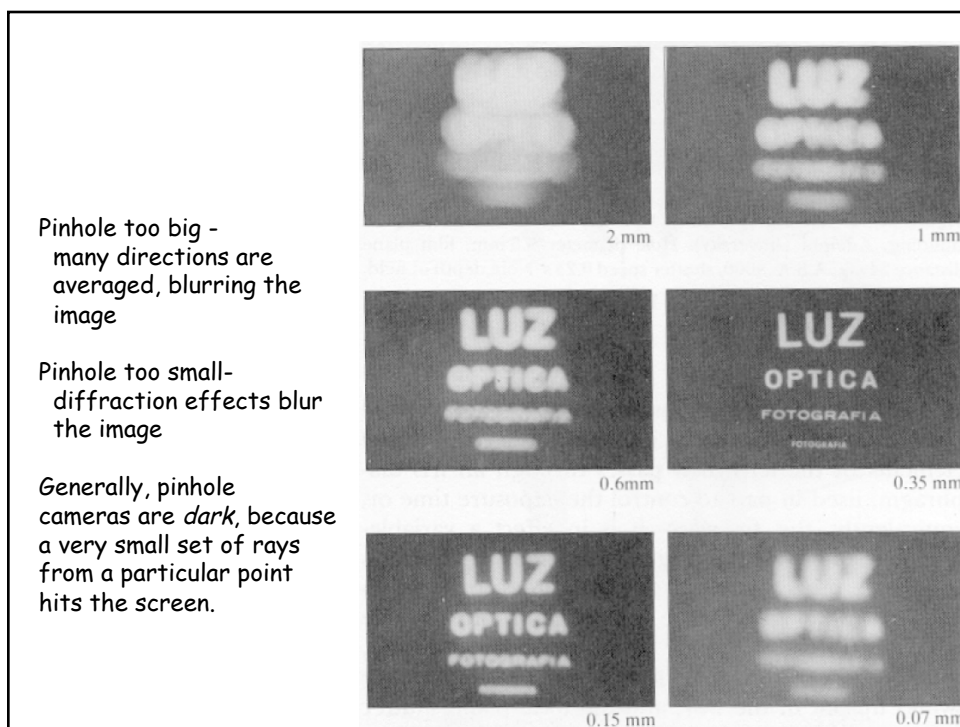 Pinhole too big -
many directions are
averaged, blurring the
image
Pinhole too small-
diffraction effects blur
the image
Generally, pinhole
cameras are dark, because
a very small set of rays
from a particular point
hits the screen.
2 mm
LUZ
OPTICA
1 mm
LUZ
OPTICA
FOTOGRAFIA
0.6mm
LUZ
OPTICA
FOTOGRAFIA
FOTOGRAFIA
0.35 mm
LUZ
OPTICA
FOTOGRAFIA
0.15 mm
LUZ
OPTICA
0.07 mm